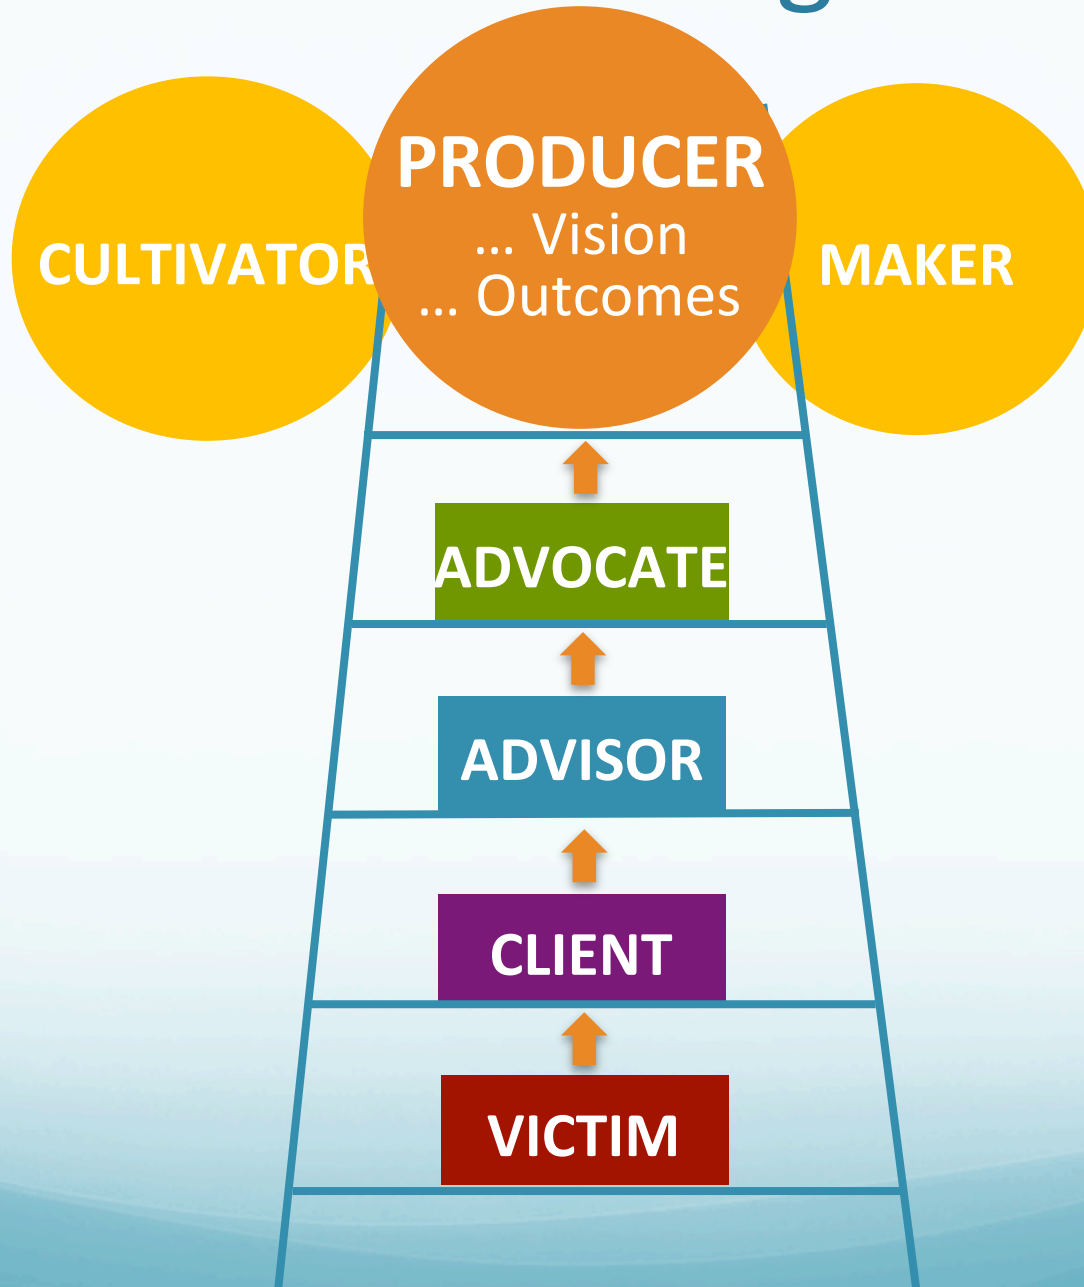 PRODUCER
... Vision
... Outcomes
CULTIVATOR
MAKER
ADVOCATE
ADVISOR
CLIENT
VICTIM